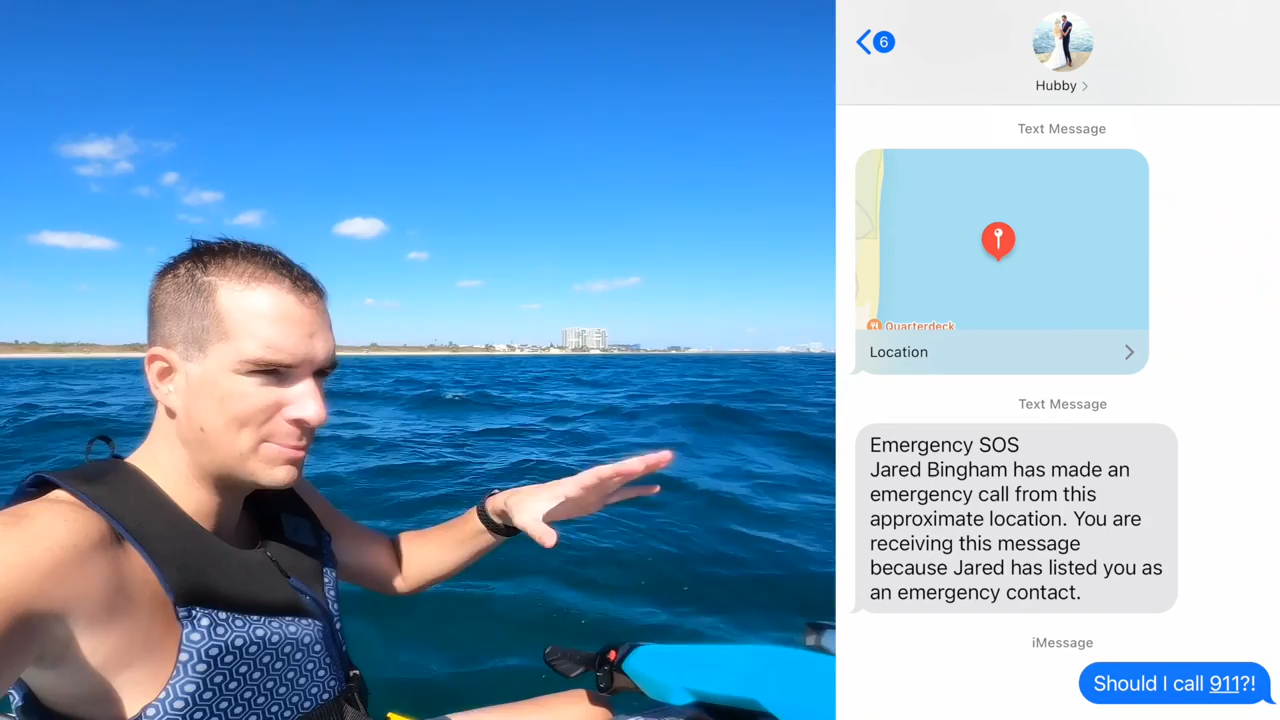 6
Hubby
Text Message
Quarterdeck
Location
Text Message
Emergency SOS
Jared Bingham has made an
emergency call from this
approximate location. You are
receiving this message
because Jared has listed you as
an emergency contact.
iMessage
Should I call 911?!